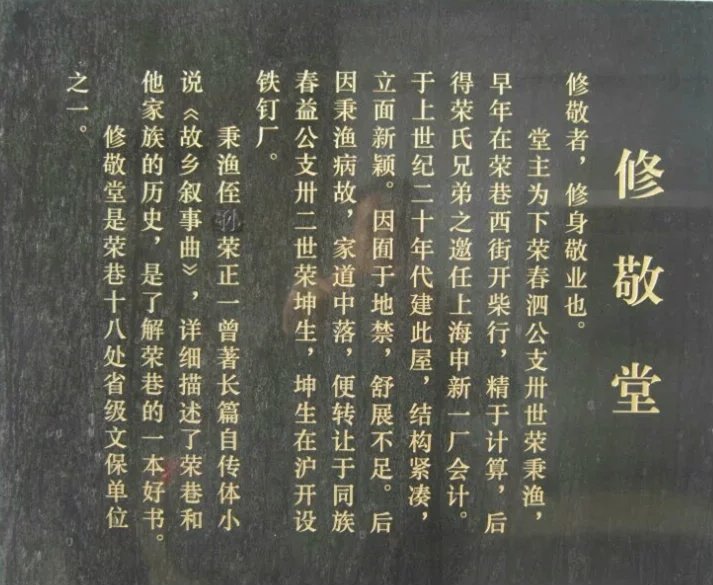 修敬堂
修敬者，修身敬业也。
堂主为下荣春泗公支卅世荣秉渔，
早年在荣巷西街开柴行，精于计算，后
得荣氏兄弟之邀任上海申新一厂会计。
于上世纪二十年代建此屋，结构紧凑，
立面新颖。因囿于地禁，舒展不足。后
因秉渔病故，家道中落，便转让于同族
春益公支卅二世荣坤生，坤生在沪开设
铁钉厂。
秉渔侄孙荣正一曾著长篇自传体小
说《故乡叙事曲》，详细描述了荣巷和
他家族的历史，是了解荣巷的一本好书。
修敬堂是荣巷十八处省级文保单位
之一。